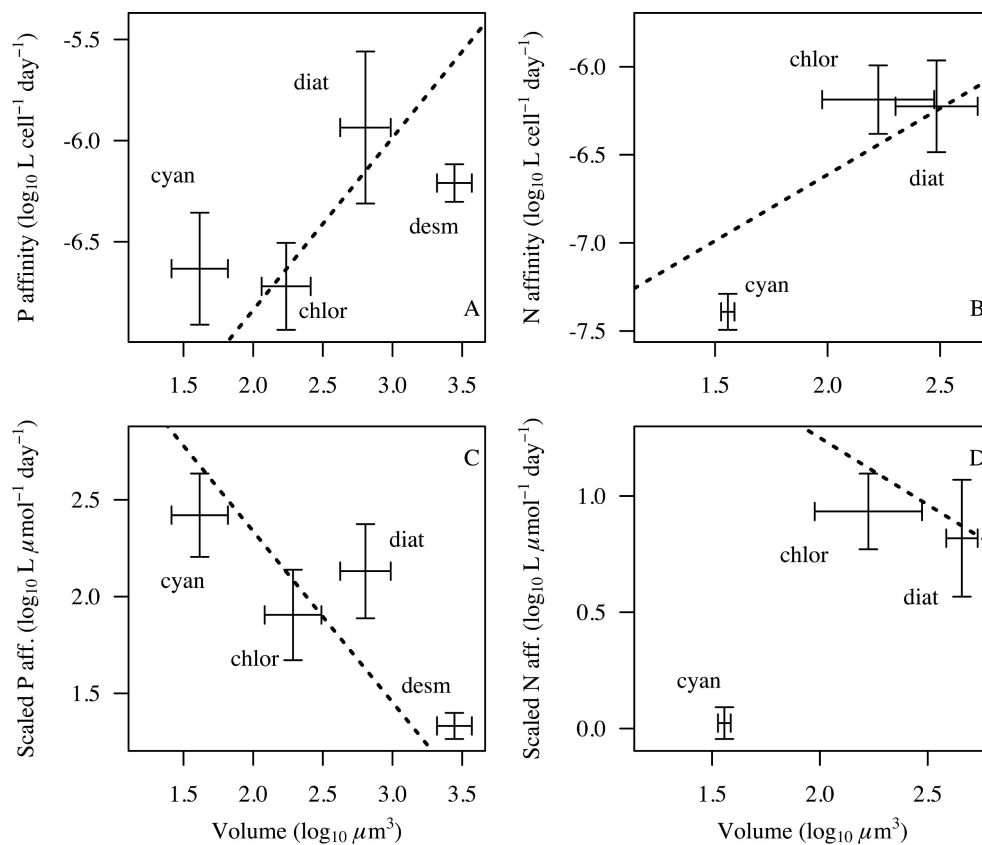 P affinity (log₁₀ L cell⁻¹ day⁻¹)
-5.5
-6.0
-6.5
diat
cyan
desm
chlor
A
1.5 2.0 2.5 3.0 3.5
N affinity (log₁₀ L cell⁻¹ day⁻¹)
-6.0
-6.5
-7.0
-7.5
chlor
diat
cyan
B
1.5 2.0 2.5
Scaled P aff. (log₁₀ L μmol⁻¹ day⁻¹)
2.5
2.0
1.5
C
diat
cyan
chlor
desm
1.5 2.0 2.5 3.0 3.5
Volume (log₁₀ μm³)
Scaled N aff. (log₁₀ L μmol⁻¹ day⁻¹)
1.0
0.5
0.0
D
chlor
diat
cyan
1.5 2.0 2.5
Volume (log₁₀ μm³)